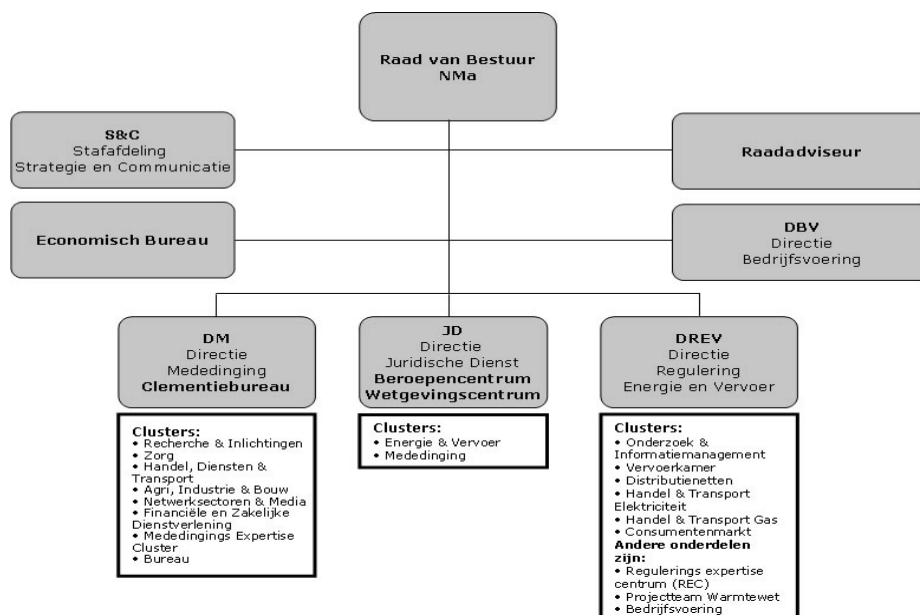 Raad van Bestuur
NMa
S&C
Stafafdeling
Strategie en Communicatie
Raadadviseur
Economisch Bureau
DBV
Directie
Bedrijfsvoering
DM
Directie
Mededinging
Clementiebureau
JD
Directie
Juridische Dienst
Beroepencentrum
Wetgevingscentrum
DREV
Directie
Regulering
Energie en Vervoer
Clusters:
• Recherche & Inlichtingen
• Zorg
• Handel, Diensten &
Transport
• Agri, Industrie & Bouw
• Netwerksectoren & Media
• Financiële en Zakelijke
Dienstverlening
• Mededingings Expertise
Cluster
• Bureau
Clusters:
• Energie & Vervoer
• Mededinging
Clusters:
• Onderzoek &
Informatiemanagement
• Vervoerkamer
• Distributienetten
• Handel & Transport
Elektriciteit
• Handel & Transport Gas
• Consumentenmarkt
Andere onderdelen
zijn:
• Regulerings expertise
centrum (REC)
• Projectteam Warmtewet
• Bedrijfsvoering